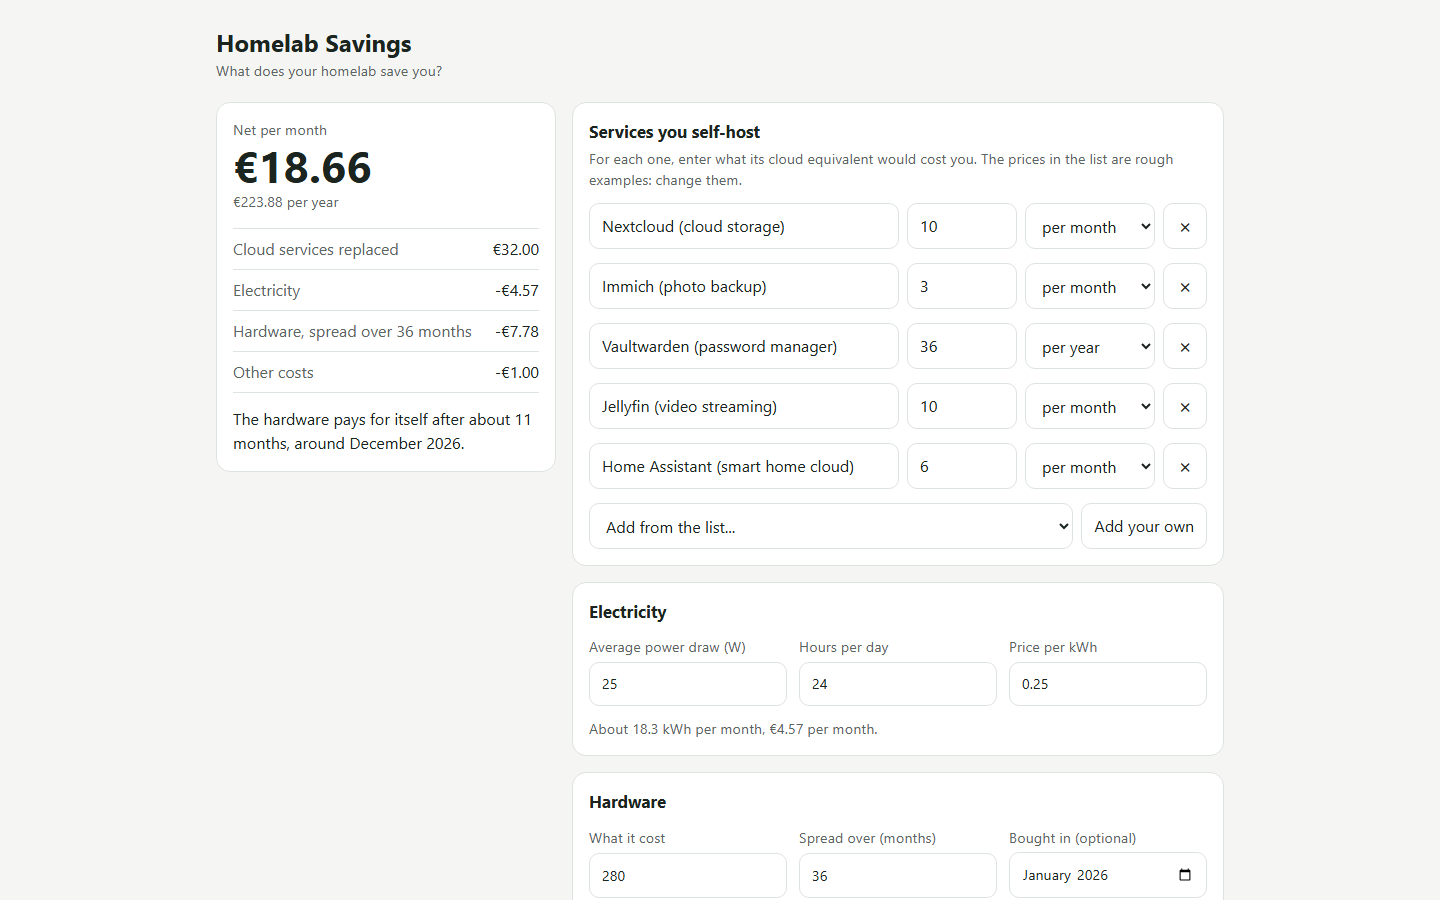 Homelab Savings
What does your homelab save you?
Net per month
€18.66
€223.88 per year
Cloud services replaced €32.00
Electricity -€4.57
Hardware, spread over 36 months -€7.78
Other costs -€1.00
The hardware pays for itself after about 11
months, around December 2026.
Services you self-host
For each one, enter what its cloud equivalent would cost you. The prices in the list are rough
examples: change them.
Nextcloud (cloud storage) 10 per month ×
Immich (photo backup) 3 per month ×
Vaultwarden (password manager) 36 per year ×
Jellyfin (video streaming) 10 per month ×
Home Assistant (smart home cloud) 6 per month ×
Add from the list... Add your own
Electricity
Average power draw (W) Hours per day Price per kWh
25 24 0.25
About 18.3 kWh per month, €4.57 per month.
Hardware
What it cost Spread over (months) Bought in (optional)
280 36 January 2026